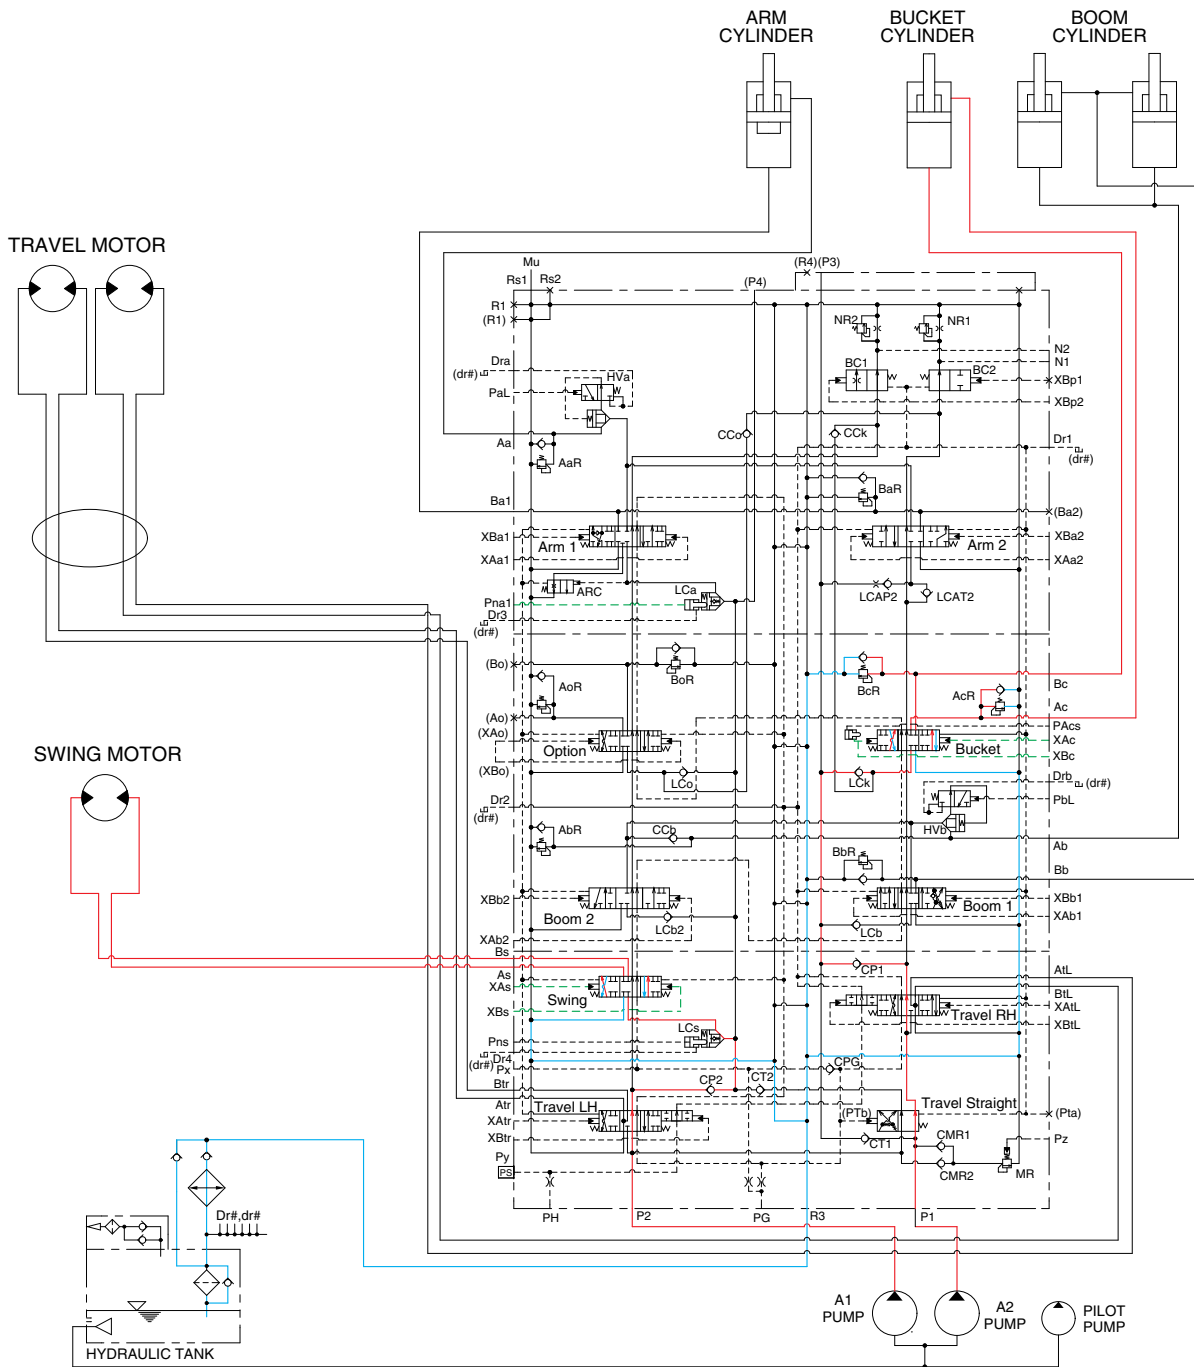 ARM
CYLINDER
BUCKET
CYLINDER
BOOM
CYLINDER
TRAVEL MOTOR
Mu
Rs1
Rs2
(P4)
(R4)(P3)
R1
(R1)
NR2
NR1
N2
N1
Dra
(dr#)
HVa
BC1
BC2
XBp1
PaL
XBp2
CCo
CCk
Dr1
(dr#)
Aa
AaR
BaR
Ba1
(Ba2)
XBa1
Arm 1
Arm 2
XBa2
XAa1
XAa2
ARC
LCa
LCAP2
LCAT2
Pna1
Dr3
(dr#)
(Bo)
BoR
BcR
Bc
AoR
AcR
Ac
(Ao)
PAcs
(XAo)
Option
Bucket
XAc
XBc
SWING MOTOR
(XBo)
LCo
LCk
Drb
(dr#)
Dr2
(dr#)
PbL
HVb
AbR
CCb
Ab
BbR
Bb
XBb2
Boom 2
Boom 1
XBb1
XAb1
LCb2
LCb
XAb2
Bs
CP1
As
AtL
XAs
Swing
BtL
XAtL
XBs
Travel RH
XBtL
Pns
LCs
(dr#)
Dr4
Px
CPG
Btr
CP2
CT2
Atr
Travel LH
Travel Straight
XAtr
(PTb)
(Pta)
XBtr
CT1
CMR1
Pz
Py
PS
CMR2
MR
Dr#,dr#
PH
P2
PG
R3
P1
A1
PUMP
A2
PUMP
PILOT
PUMP
HYDRAULIC TANK